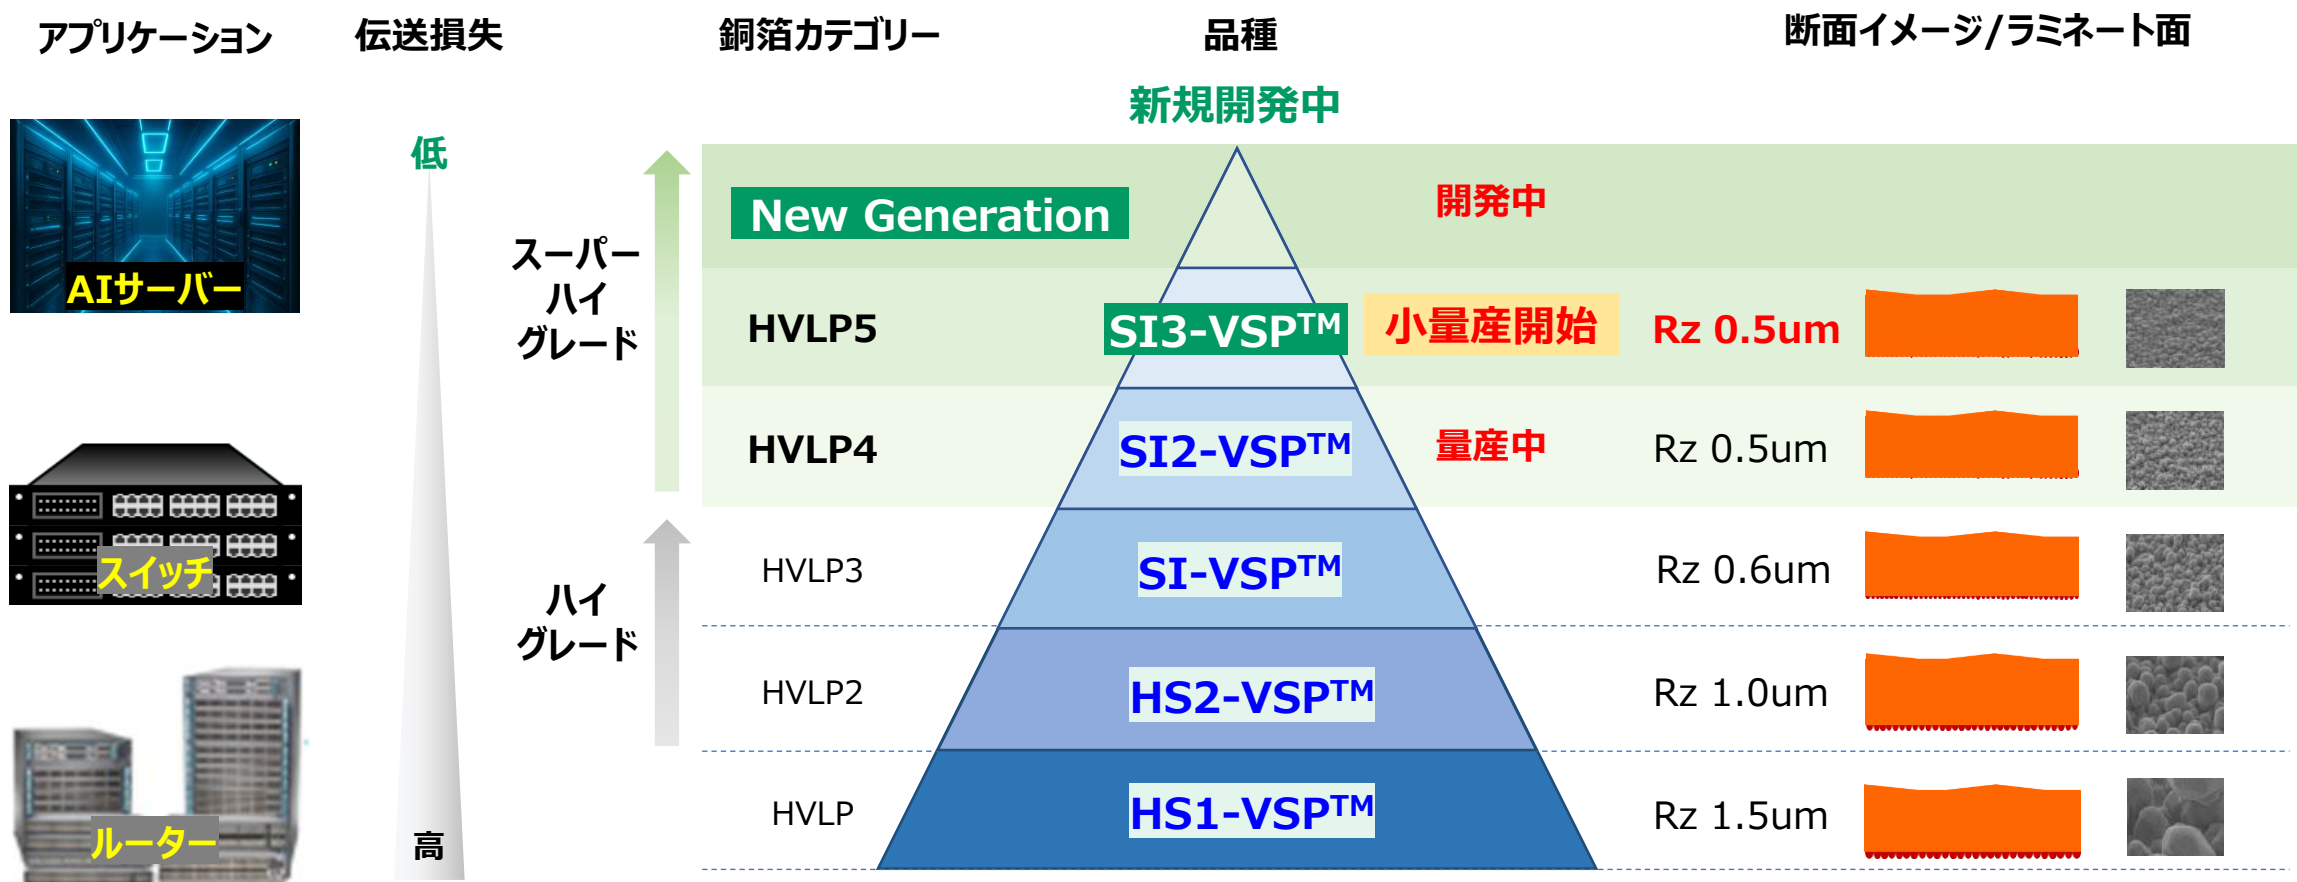 アプリケーション 伝送損失 銅箔カテゴリー 品種 断面イメージ/ラミネート面
新規開発中
低
New Generation 開発中
AIサーバー
スーパー
ハイ
グレード
HVLP5 SI3-VSP™ 小量産開始 Rz 0.5um
HVLP4 SI2-VSP™ 量産中 Rz 0.5um
スイッチ
ハイ
グレード
HVLP3 SI-VSP™ Rz 0.6um
HVLP2 HS2-VSP™ Rz 1.0um
ルーター
高
HVLP HS1-VSP™ Rz 1.5um